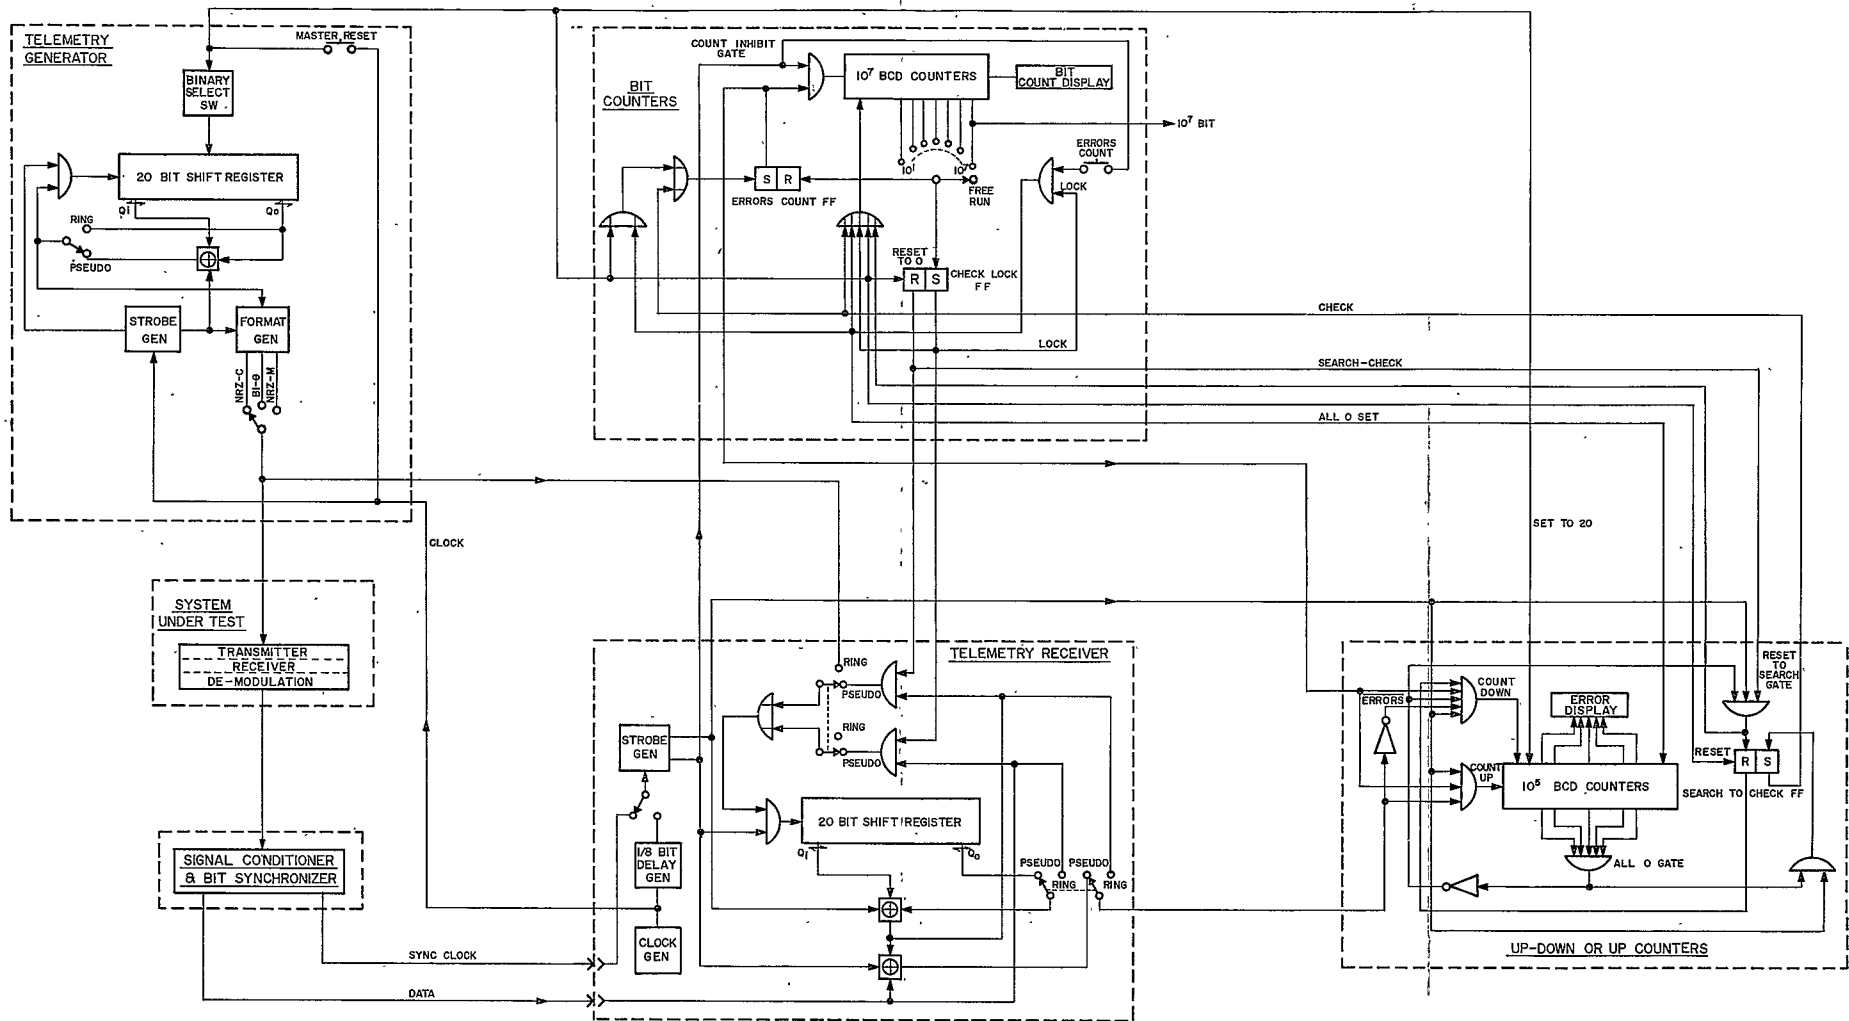 TELEMETRY
GENERATOR
MASTER RESET
BINARY
SELECT
SW
20 BIT SHIFT REGISTER
Qi
Qo
RING
PSEUDO
STROBE
GEN
FORMAT
GEN
NRZ-C
BI-θ
NRZ-M
CLOCK
SYSTEM
UNDER TEST
TRANSMITTER
RECEIVER
DE-MODULATION
SIGNAL CONDITIONER
& BIT SYNCHRONIZER
SYNC CLOCK
DATA
BIT
COUNTERS
COUNT INHIBIT
GATE
10⁷ BCD COUNTERS
BIT
COUNT DISPLAY
10⁷ BIT
10¹
10⁷
FREE
RUN
ERRORS
COUNT
LOCK
S R
ERRORS COUNT FF
RESET
TO 0
R S
CHECK LOCK
FF
CHECK
LOCK
SEARCH-CHECK
ALL 0 SET
SET TO 20
TELEMETRY RECEIVER
RING
PSEUDO
RING
PSEUDO
STROBE
GEN
20 BIT SHIFT REGISTER
Qi
Qo
1/8 BIT
DELAY
GEN
CLOCK
GEN
PSEUDO
RING
PSEUDO
RING
ERRORS
COUNT
DOWN
COUNT
UP
ERROR
DISPLAY
10⁵ BCD COUNTERS
ALL 0 GATE
RESET
TO
SEARCH
GATE
RESET
R S
SEARCH TO CHECK FF
UP-DOWN OR UP COUNTERS